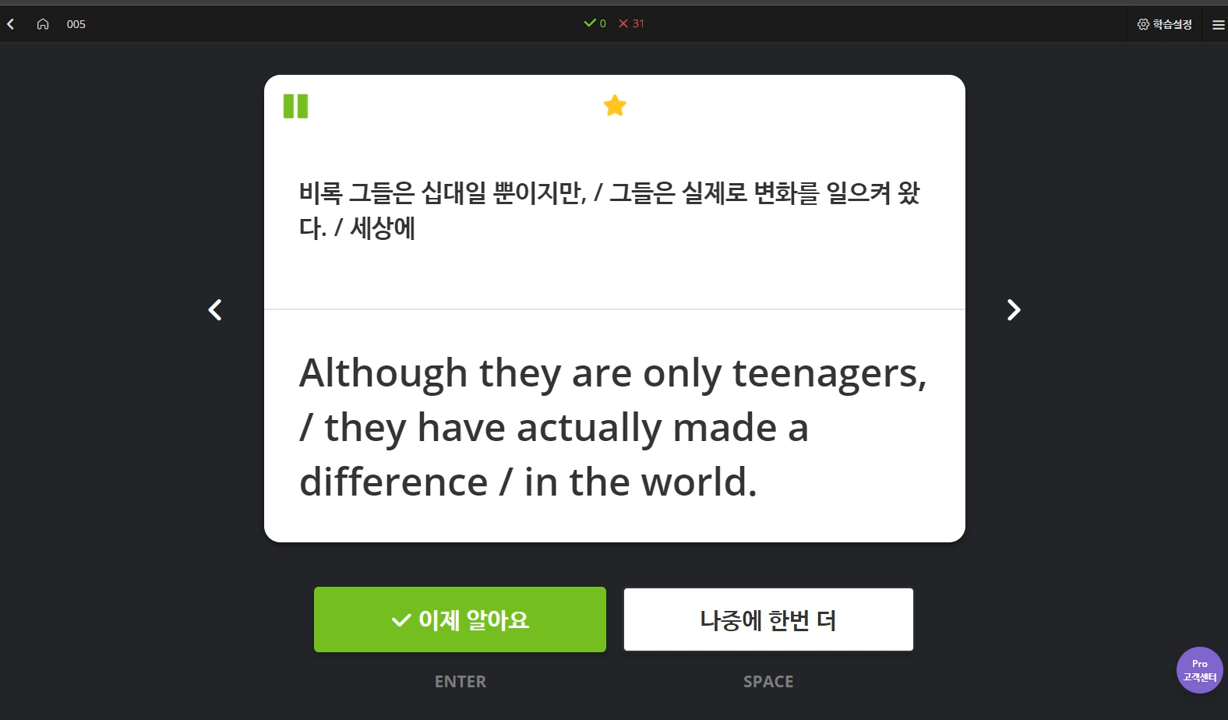 005
0
31
학습설정
비록 그들은 십대일 뿐이지만, / 그들은 실제로 변화를 일으켜 왔
다. / 세상에
Although they are only teenagers,
/ they have actually made a
difference / in the world.
이제 알아요
나중에 한번 더
ENTER
SPACE
Pro
고객센터